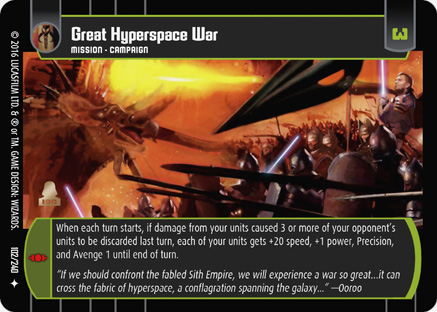 Great Hyperspace War
MISSION - CAMPAIGN
3
When each turn starts, if damage from your units caused 3 or more of your opponent's
units to be discarded last turn, each of your units gets +20 speed, +1 power, Precision,
and Avenge 1 until end of turn.
"If we should confront the fabled Sith Empire, we will experience a war so great...it can
cross the fabric of hyperspace, a conflagration spanning the galaxy..." —Ooroo
© 2016 LUCASFILM LTD. & ® or TM. GAME DESIGN: WIZARDS.
102/240